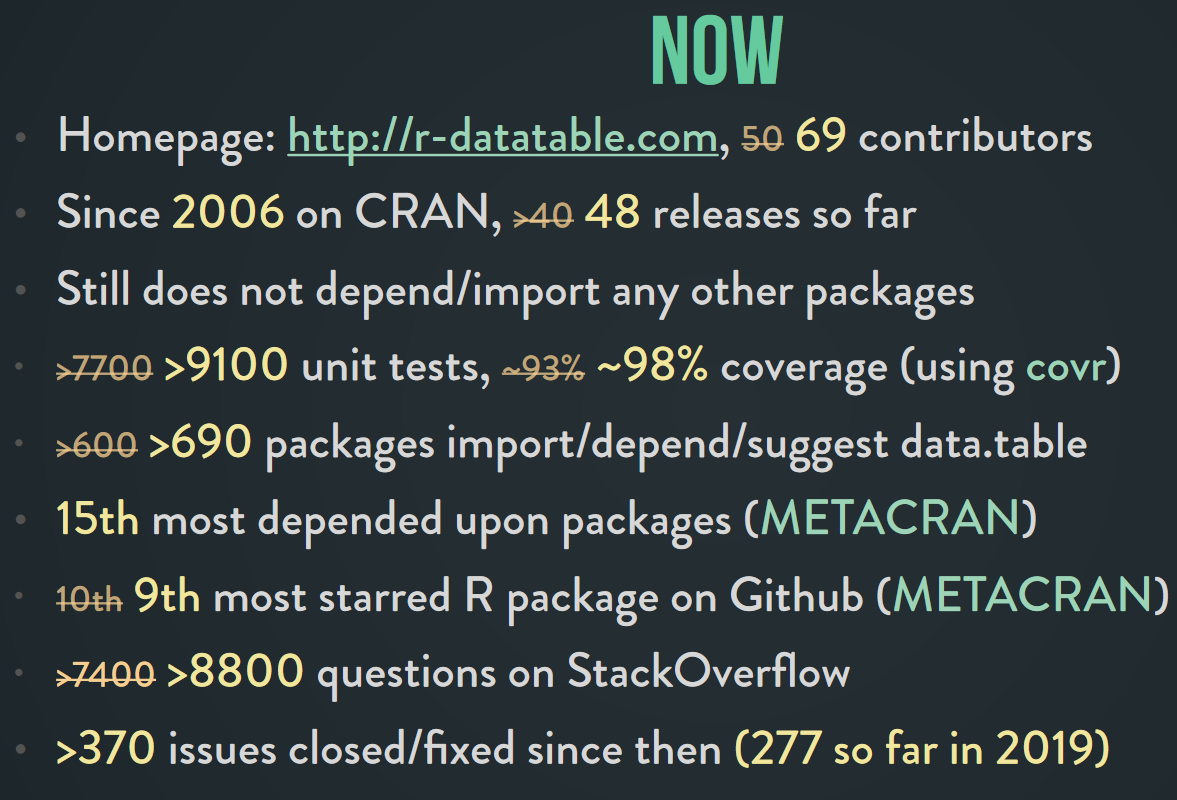 NOW
• Homepage: http://r-datatable.com, 50 69 contributors
• Since 2006 on CRAN, >40 48 releases so far
• Still does not depend/import any other packages
• >7700 >9100 unit tests, ~93% ~98% coverage (using covr)
• >600 >690 packages import/depend/suggest data.table
• 15th most depended upon packages (METACRAN)
• 10th 9th most starred R package on Github (METACRAN)
• >7400 >8800 questions on StackOverflow
• >370 issues closed/fixed since then (277 so far in 2019)